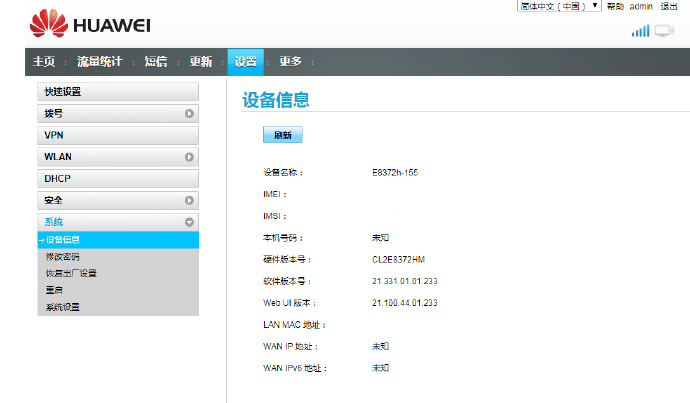 简体中文（中国） 帮助 admin 退出
HUAWEI
主页 流量统计 短信 更新 设置 更多
快速设置
拨号
VPN
WLAN
DHCP
安全
系统
设备信息
修改密码
恢复出厂设置
重启
系统设置
设备信息
刷新
设备名称： E8372h-155
IMEI：
IMSI：
本机号码： 未知
硬件版本号： CL2E8372HM
软件版本号： 21.331.01.01.233
Web UI 版本： 21.100.44.01.233
LAN MAC 地址：
WAN IP 地址： 未知
WAN IPv6 地址： 未知